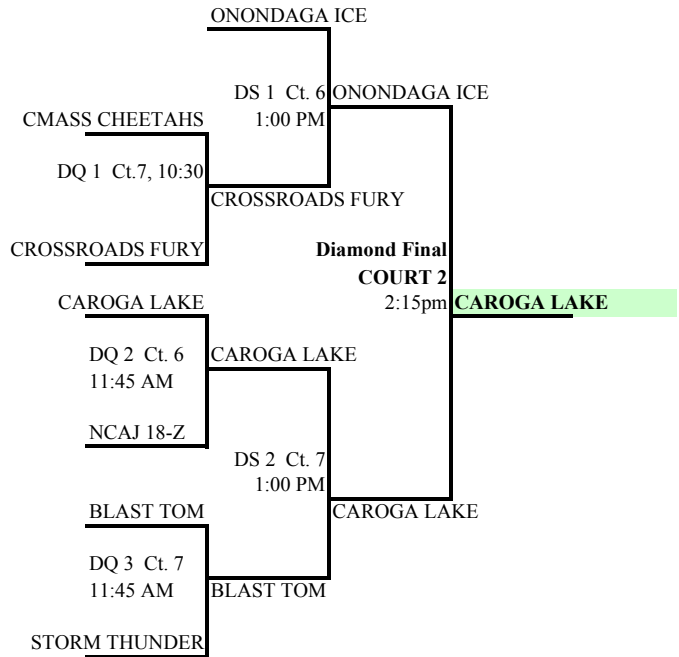 ONONDAGA ICE
DS 1 Ct. 6 ONONDAGA ICE
CMASS CHEETAHS 1:00 PM
DQ 1 Ct.7, 10:30
CROSSROADS FURY
CROSSROADS FURY Diamond Final
COURT 2
CAROGA LAKE 2:15pm CAROGA LAKE
DQ 2 Ct. 6 CAROGA LAKE
11:45 AM
NCAJ 18-Z
DS 2 Ct. 7
1:00 PM
BLAST TOM CAROGA LAKE
DQ 3 Ct. 7
11:45 AM BLAST TOM
STORM THUNDER